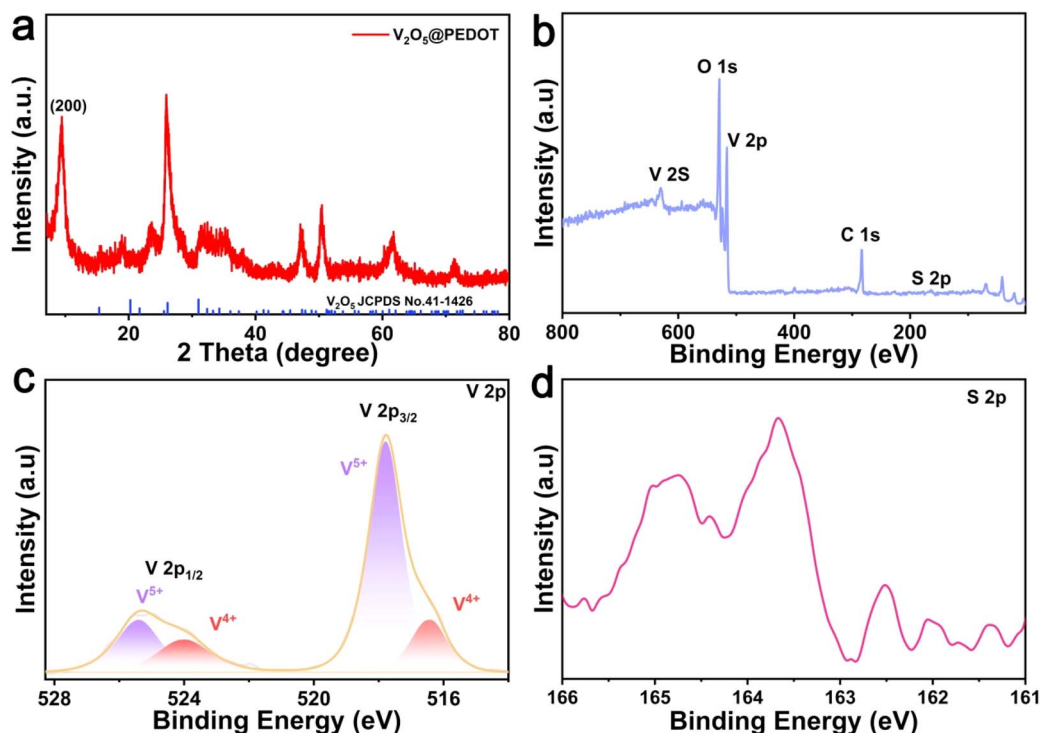 a
V₂O₅@PEDOT
(200)
Intensity (a.u.)
V₂O₅ JCPDS No.41-1426
20 40 60 80
2 Theta (degree)
b
O 1s
V 2p
V 2S
C 1s
S 2p
Intensity (a.u)
800 600 400 200
Binding Energy (eV)
c
V 2p
V 2p₃/₂
V⁵⁺
V 2p₁/₂
V⁵⁺
V⁴⁺
V⁴⁺
Intensity (a.u)
528 524 520 516
Binding Energy (eV)
d
S 2p
Intensity (a.u)
166 165 164 163 162 161
Binding Energy (eV)